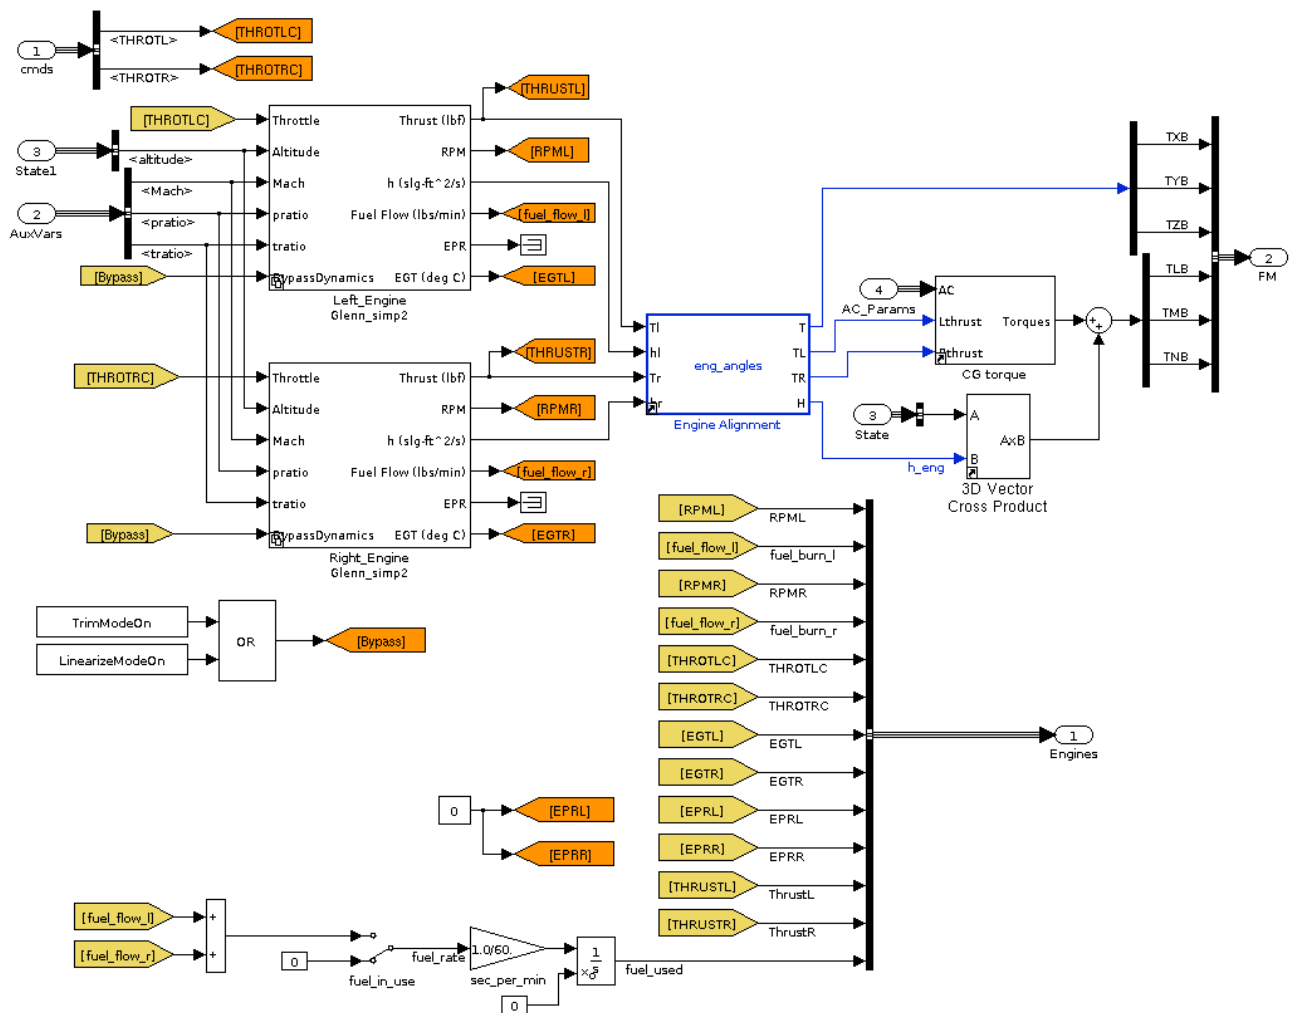 1
cmds
<THROTL>
<THROTR>
[THROTLC]
[THROTRC]
[THROTLC]
3
State1
<altitude>
2
AuxVars
<Mach>
<pratio>
<tratio>
[Bypass]
Throttle
Altitude
Mach
pratio
tratio
BypassDynamics
Thrust (lbf)
RPM
h (slg-ft^2/s)
Fuel Flow (lbs/min)
EPR
EGT (deg C)
Left_Engine
Glenn_simp2
[THRUSTL]
[RPML]
[fuel_flow_l]
[EGTL]
[THROTRC]
[Bypass]
Throttle
Altitude
Mach
pratio
tratio
BypassDynamics
Thrust (lbf)
RPM
h (slg-ft^2/s)
Fuel Flow (lbs/min)
EPR
EGT (deg C)
Right_Engine
Glenn_simp2
[THRUSTR]
[RPMR]
[fuel_flow_r]
[EGTR]
Tl
hl
Tr
hr
eng_angles
T
TL
TR
H
Engine Alignment
h_eng
4
AC_Params
AC
Lthrust
thrust
Torques
CG torque
3
State
A
B
AxB
3D Vector
Cross Product
+
+
TXB
TYB
TZB
TLB
TMB
TNB
2
FM
TrimModeOn
LinearizeModeOn
OR
[Bypass]
[RPML]
RPML
[fuel_flow_l]
fuel_burn_l
[RPMR]
RPMR
[fuel_flow_r]
fuel_burn_r
[THROTLC]
THROTLC
[THROTRC]
THROTRC
[EGTL]
EGTL
[EGTR]
EGTR
[EPRL]
EPRL
[EPRR]
EPRR
[THRUSTL]
ThrustL
[THRUSTR]
ThrustR
1
Engines
0
[EPRL]
[EPRR]
[fuel_flow_l]
[fuel_flow_r]
+
+
0
fuel_in_use
fuel_rate
1.0/60.
sec_per_min
0
1
s
xo
fuel_used